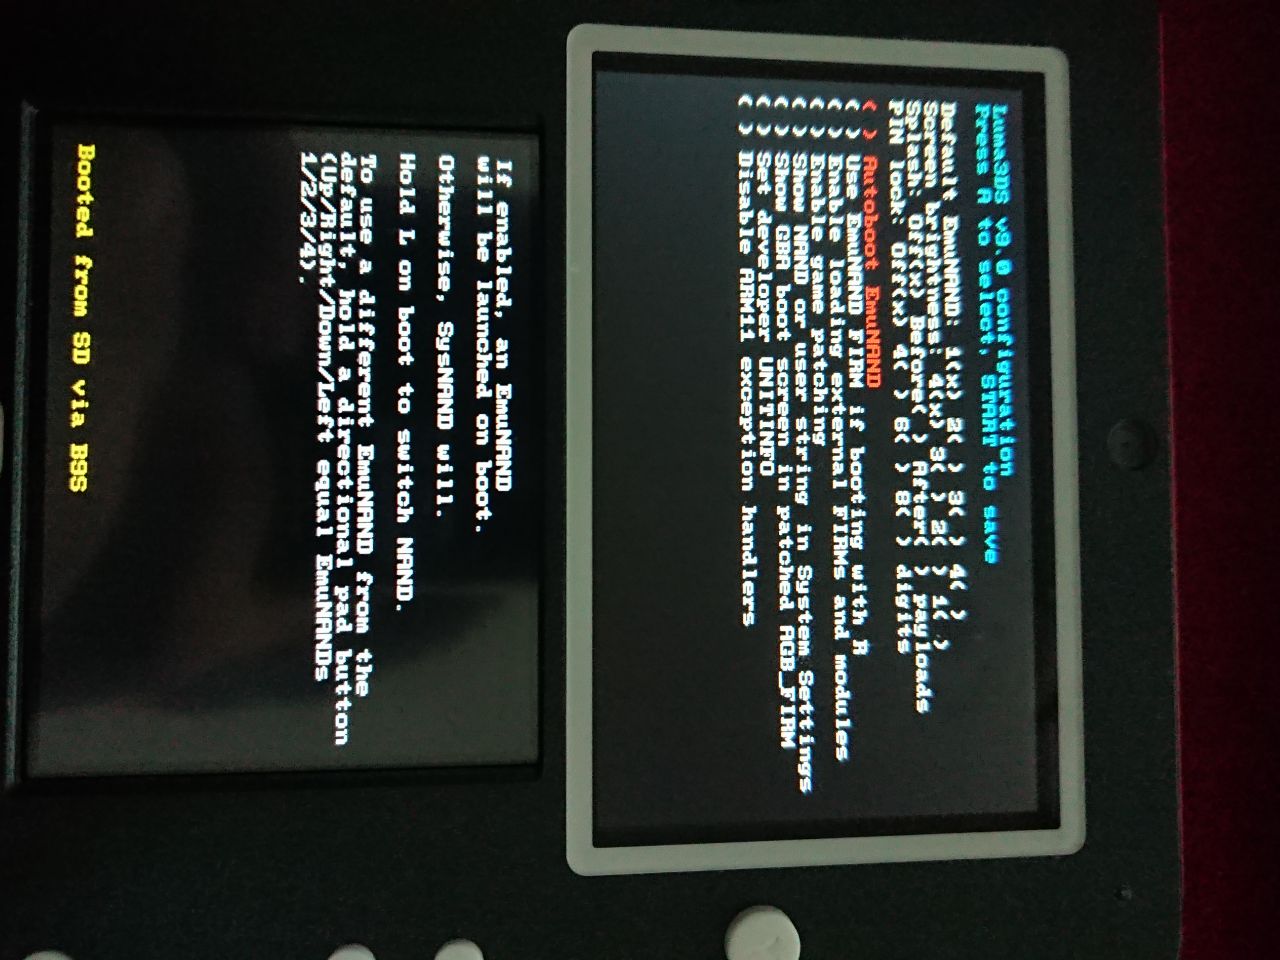 Luma3DS v9.0 configuration
Press A to select, START to save
Default EmuNAND: 1(x) 2( ) 3( ) 4( )
Screen brightness: 4(x) 3( ) 2( ) 1( )
Splash: Off(x) Before( ) After( ) payloads
PIN lock: Off(x) 4( ) 6( ) 8( ) digits
( ) Autoboot EmuNAND
( ) Use EmuNAND FIRM if booting with R
( ) Enable loading external FIRMs and modules
( ) Enable game patching
( ) Show NAND or user string in System Settings
( ) Show GBA boot screen in patched AGB_FIRM
( ) Set developer UNITINFO
( ) Disable ARM11 exception handlers
If enabled, an EmuNAND
will be launched on boot.
Otherwise, SysNAND will.
Hold L on boot to switch NAND.
To use a different EmuNAND from the
default, hold a directional pad button
(Up/Right/Down/Left equal EmuNANDs
1/2/3/4).
Booted from SD via B9S